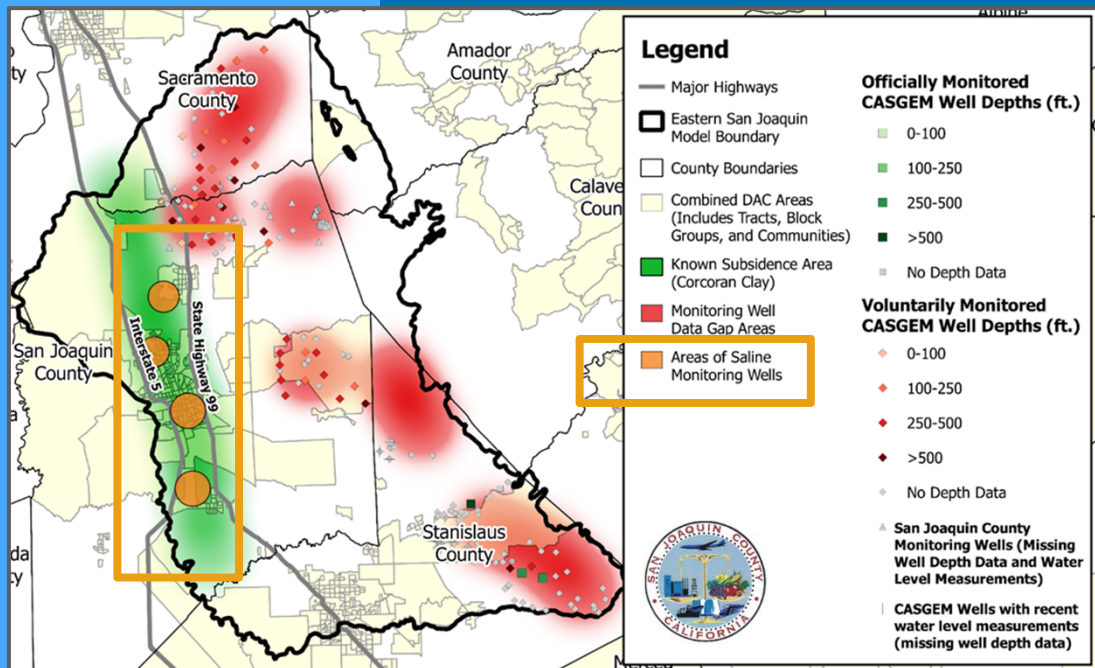 Alpine
Sacramento
County
Amador
County
Calave
Coun
San Joaquin
County
Interstate 5
State Highway 99
Stanislaus
County
Merced
ty
da
ty
Legend
Major Highways
Eastern San Joaquin
Model Boundary
County Boundaries
Combined DAC Areas
(Includes Tracts, Block
Groups, and Communities)
Known Subsidence Area
(Corcoran Clay)
Monitoring Well
Data Gap Areas
Areas of Saline
Monitoring Wells
Officially Monitored
CASGEM Well Depths (ft.)
0-100
100-250
250-500
>500
No Depth Data
Voluntarily Monitored
CASGEM Well Depths (ft.)
0-100
100-250
250-500
>500
No Depth Data
San Joaquin County
Monitoring Wells (Missing
Well Depth Data and Water
Level Measurements)
CASGEM Wells with recent
water level measurements
(missing well depth data)
SAN JOAQUIN COUNTY
CALIFORNIA